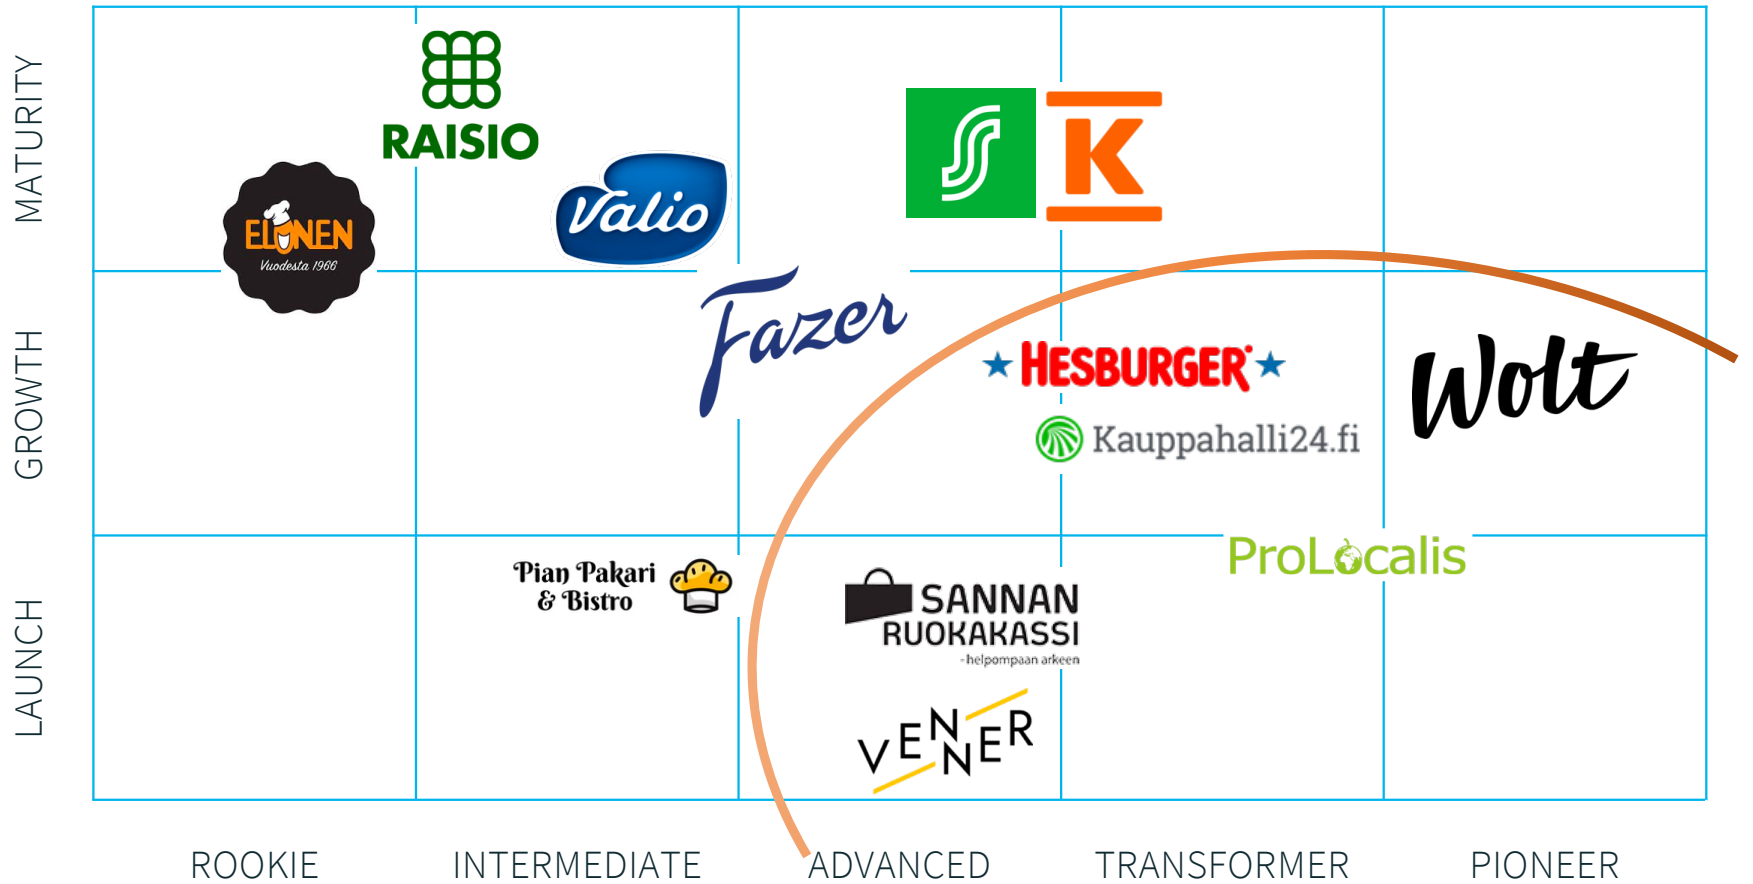 MATURITY
RAISIO
S
K
ELONEN
Vuodesta 1966
Valio
GROWTH
Fazer
HESBURGER
Wolt
Kauppahalli24.fi
LAUNCH
ProLocalis
Pian Pakari
& Bistro
SANNAN
RUOKAKASSI
-helpompaan arkeen
VENNER
ROOKIE
INTERMEDIATE
ADVANCED
TRANSFORMER
PIONEER